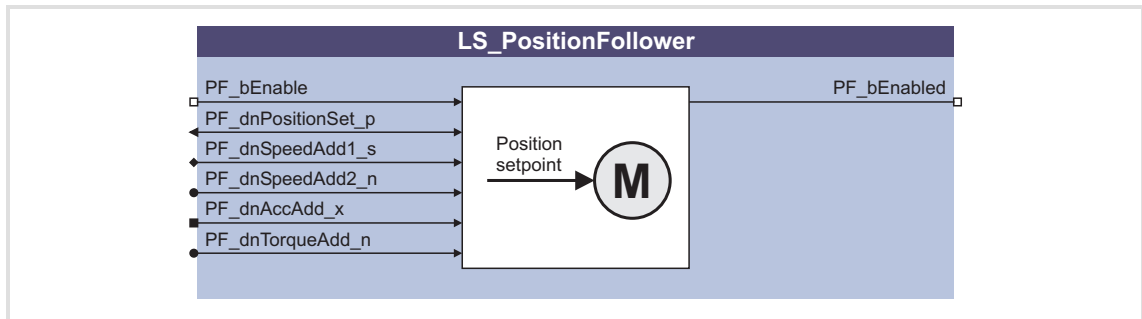 LS_PositionFollower
PF_bEnable
PF_bEnabled
PF_dnPositionSet_p
PF_dnSpeedAdd1_s
PF_dnSpeedAdd2_n
PF_dnAccAdd_x
PF_dnTorqueAdd_n
Position
setpoint
M